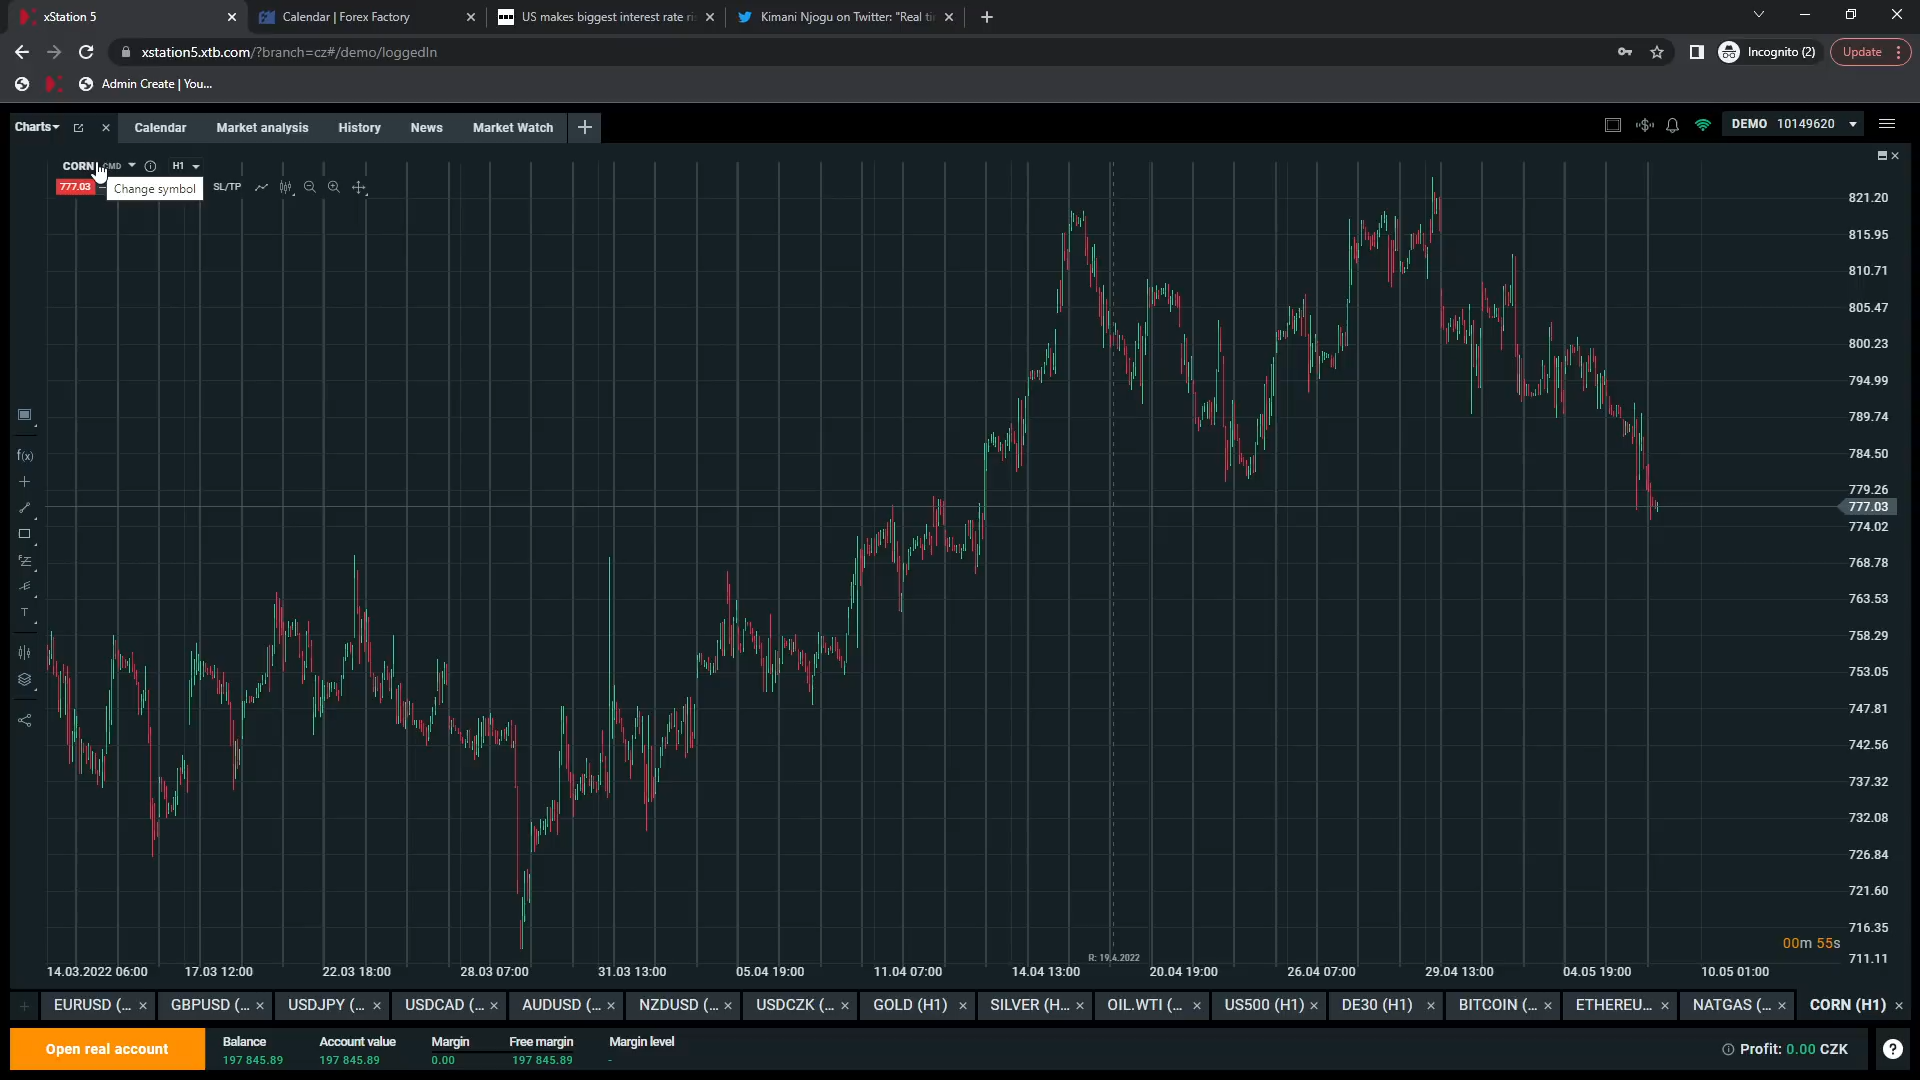 xStation 5
Calendar | Forex Factory
US makes biggest interest rate ri
Kimani Njogu on Twitter: "Real ti
xstation5.xtb.com/?branch=cz#/demo/loggedIn
Incognito (2)
Update
Admin Create | You...
Charts
Calendar
Market analysis
History
News
Market Watch
DEMO 10149620
CORN CMD H1
777.03
Change symbol
SL/TP
821.20
815.95
810.71
805.47
800.23
794.99
789.74
784.50
779.26
777.03
774.02
768.78
763.53
758.29
753.05
747.81
742.56
737.32
732.08
726.84
721.60
716.35
711.11
f(x)
T
00m 55s
R: 19.4.2022
14.03.2022 06:00
17.03 12:00
22.03 18:00
28.03 07:00
31.03 13:00
05.04 19:00
11.04 07:00
14.04 13:00
20.04 19:00
26.04 07:00
29.04 13:00
04.05 19:00
10.05 01:00
EURUSD (...
GBPUSD (...
USDJPY (...
USDCAD (...
AUDUSD (...
NZDUSD (...
USDCZK (...
GOLD (H1)
SILVER (H...
OIL.WTI (...
US500 (H1)
DE30 (H1)
BITCOIN (...
ETHEREU...
NATGAS (...
CORN (H1)
Open real account
Balance
197 845.89
Account value
197 845.89
Margin
0.00
Free margin
197 845.89
Margin level
-
Profit: 0.00 CZK
?